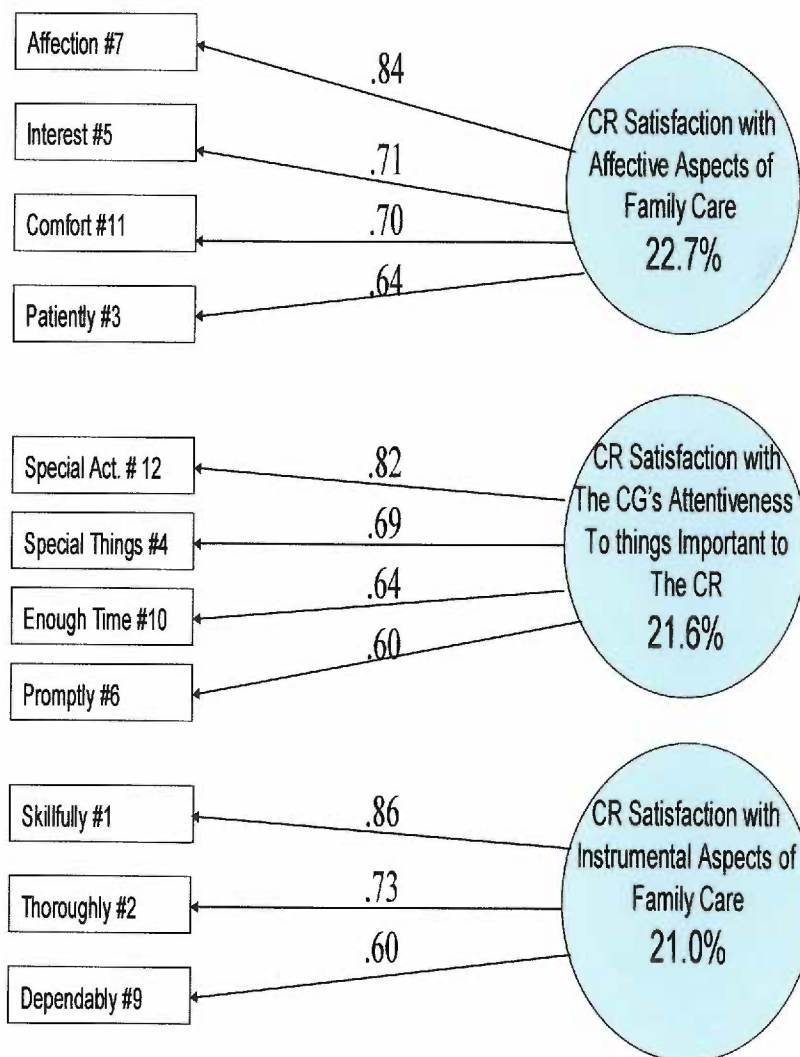 Affection #7
.84
Interest #5
.71
Comfort #11
.70
Patiently #3
.64
CR Satisfaction with
Affective Aspects of
Family Care
22.7%
Special Act. # 12
.82
Special Things #4
.69
Enough Time #10
.64
Promptly #6
.60
CR Satisfaction with
The CG's Attentiveness
To things Important to
The CR
21.6%
Skillfully #1
.86
Thoroughly #2
.73
Dependably #9
.60
CR Satisfaction with
Instrumental Aspects of
Family Care
21.0%